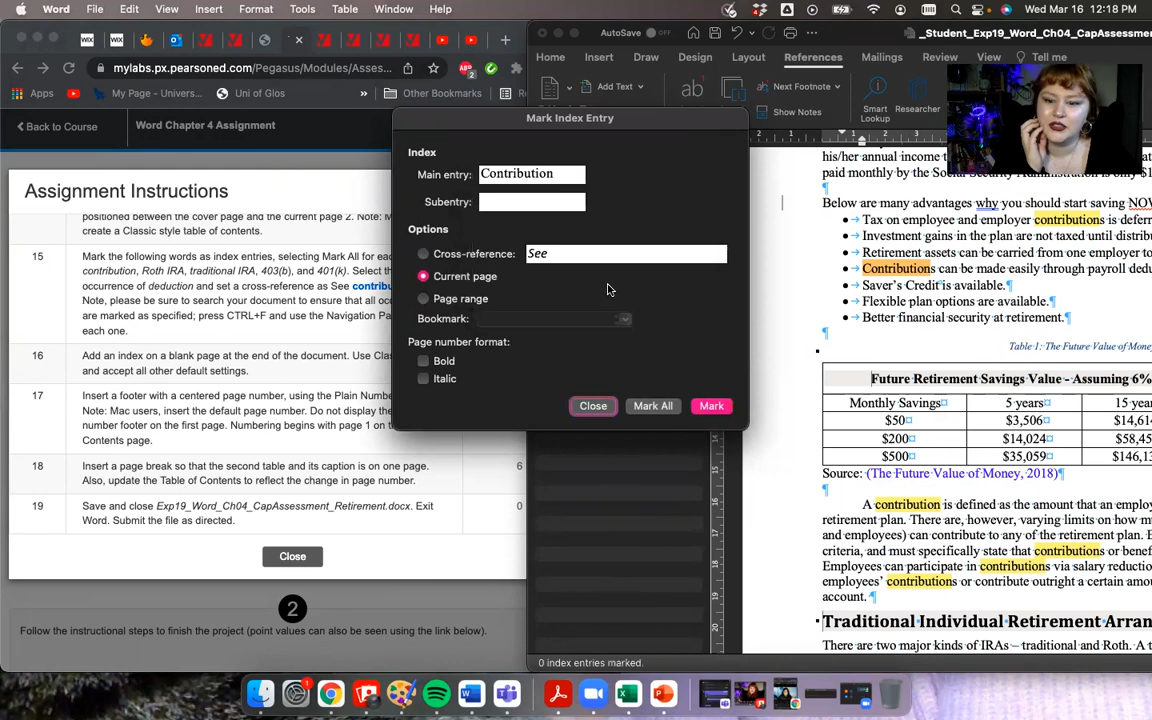 Word File Edit View Insert Format Tools Table Window Help Wed Mar 16 12:18 PM
WIX WIX
AutoSave OFF
_Student_Exp19_Word_Ch04_CapAssessment
mylabs.px.pearsoned.com/Pegasus/Modules/Asses...
Home Insert Draw Design Layout References Mailings Review
Apps My Page - Univers... Uni of Glos » Other Bookmarks
Add Text
ab
Next Footnote
Show Notes
Smart Lookup
Researcher
Back to Course
Word Chapter 4 Assignment
Assignment Instructions
positioned between the cover page and the current page 2. Note: M
create a Classic style table of contents.
15 Mark the following words as index entries, selecting Mark All for each
contribution, Roth IRA, traditional IRA, 403(b), and 401(k). Select the
occurrence of deduction and set a cross-reference as See contribu
Note, please be sure to search your document to ensure that all oc
are marked as specified; press CTRL+F and use the Navigation Pa
each one.
16 Add an index on a blank page at the end of the document. Use Clas
and accept all other default settings.
17 Insert a footer with a centered page number, using the Plain Numbe
Note: Mac users, insert the default page number. Do not display the
number footer on the first page. Numbering begins with page 1 on t
Contents page.
18 Insert a page break so that the second table and its caption is on one page. 6
Also, update the Table of Contents to reflect the change in page number.
19 Save and close Exp19_Word_Ch04_CapAssessment_Retirement.docx. Exit 0
Word. Submit the file as directed.
Close
2
Follow the instructional steps to finish the project (point values can also be seen using the link below).
Mark Index Entry
Index
Main entry: Contribution
Subentry:
Options
Cross-reference: See
Current page
Page range
Bookmark:
Page number format:
Bold
Italic
Close Mark All Mark
0 index entries marked.
his/her annual income t
paid monthly by the Social Security Administration is only $1
¶
Below are many advantages why you should start saving NOW
Tax on employee and employer contributions is deferr
Investment gains in the plan are not taxed until distrib
Retirement assets can be carried from one employer to
Contributions can be made easily through payroll dedu
Saver's Credit is available.¶
Flexible plan options are available.¶
Better financial security at retirement.¶
¶
Table 1: The Future Value of Money
Future Retirement Savings Value - Assuming 6%
Monthly Savings¤ 5 years¤ 15 year
$50¤ $3,506¤ $14,614
$200¤ $14,024¤ $58,45
$500¤ $35,059¤ $146,13
Source: (The Future Value of Money, 2018)¶
¶
A contribution is defined as the amount that an employ
retirement plan. There are, however, varying limits on how mu
and employees) can contribute to any of the retirement plan. E
criteria, and must specifically state that contributions or benef
Employees can participate in contributions via salary reductio
employees' contributions or contribute outright a certain amou
account.¶
Traditional Individual Retirement Arran
There are two major kinds of IRAs – traditional and Roth. A t